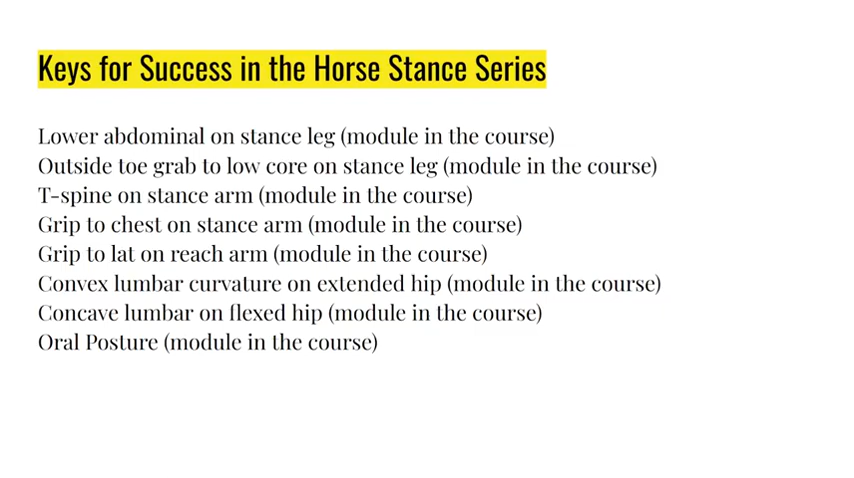 Keys for Success in the Horse Stance Series
Lower abdominal on stance leg (module in the course)
Outside toe grab to low core on stance leg (module in the course)
T-spine on stance arm (module in the course)
Grip to chest on stance arm (module in the course)
Grip to lat on reach arm (module in the course)
Convex lumbar curvature on extended hip (module in the course)
Concave lumbar on flexed hip (module in the course)
Oral Posture (module in the course)